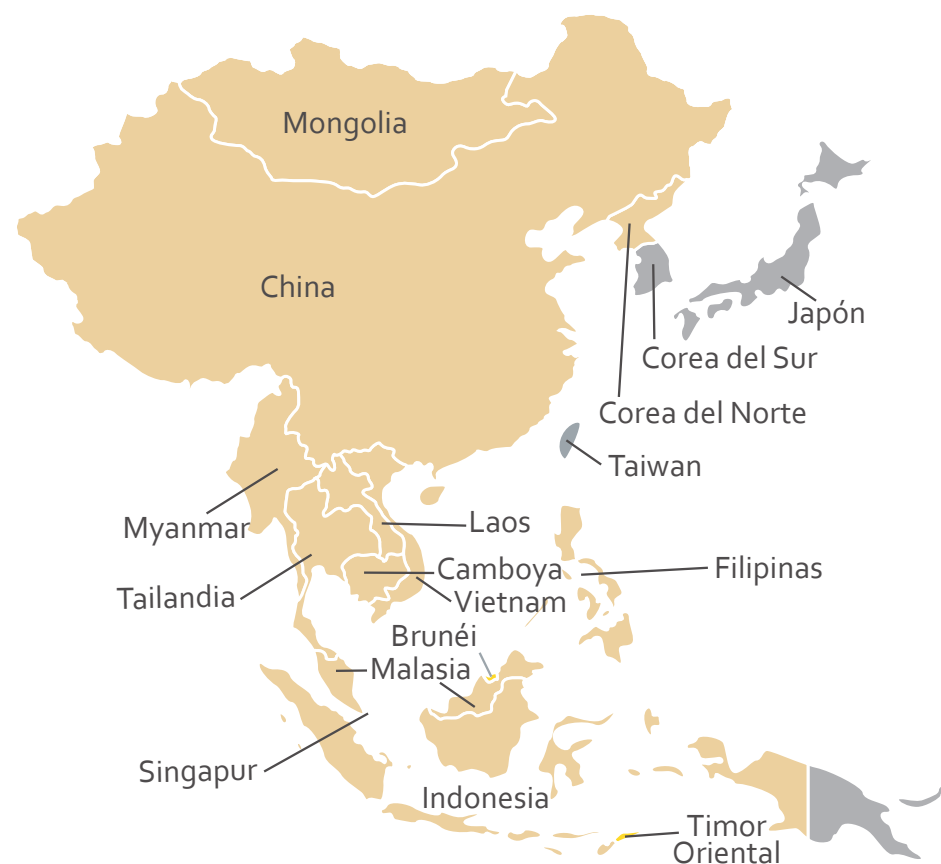 Mongolia
China
Japón
Corea del Sur
Corea del Norte
Taiwan
Myanmar
Laos
Tailandia
Camboya
Filipinas
Vietnam
Brunéi
Malasia
Singapur
Indonesia
Timor
Oriental